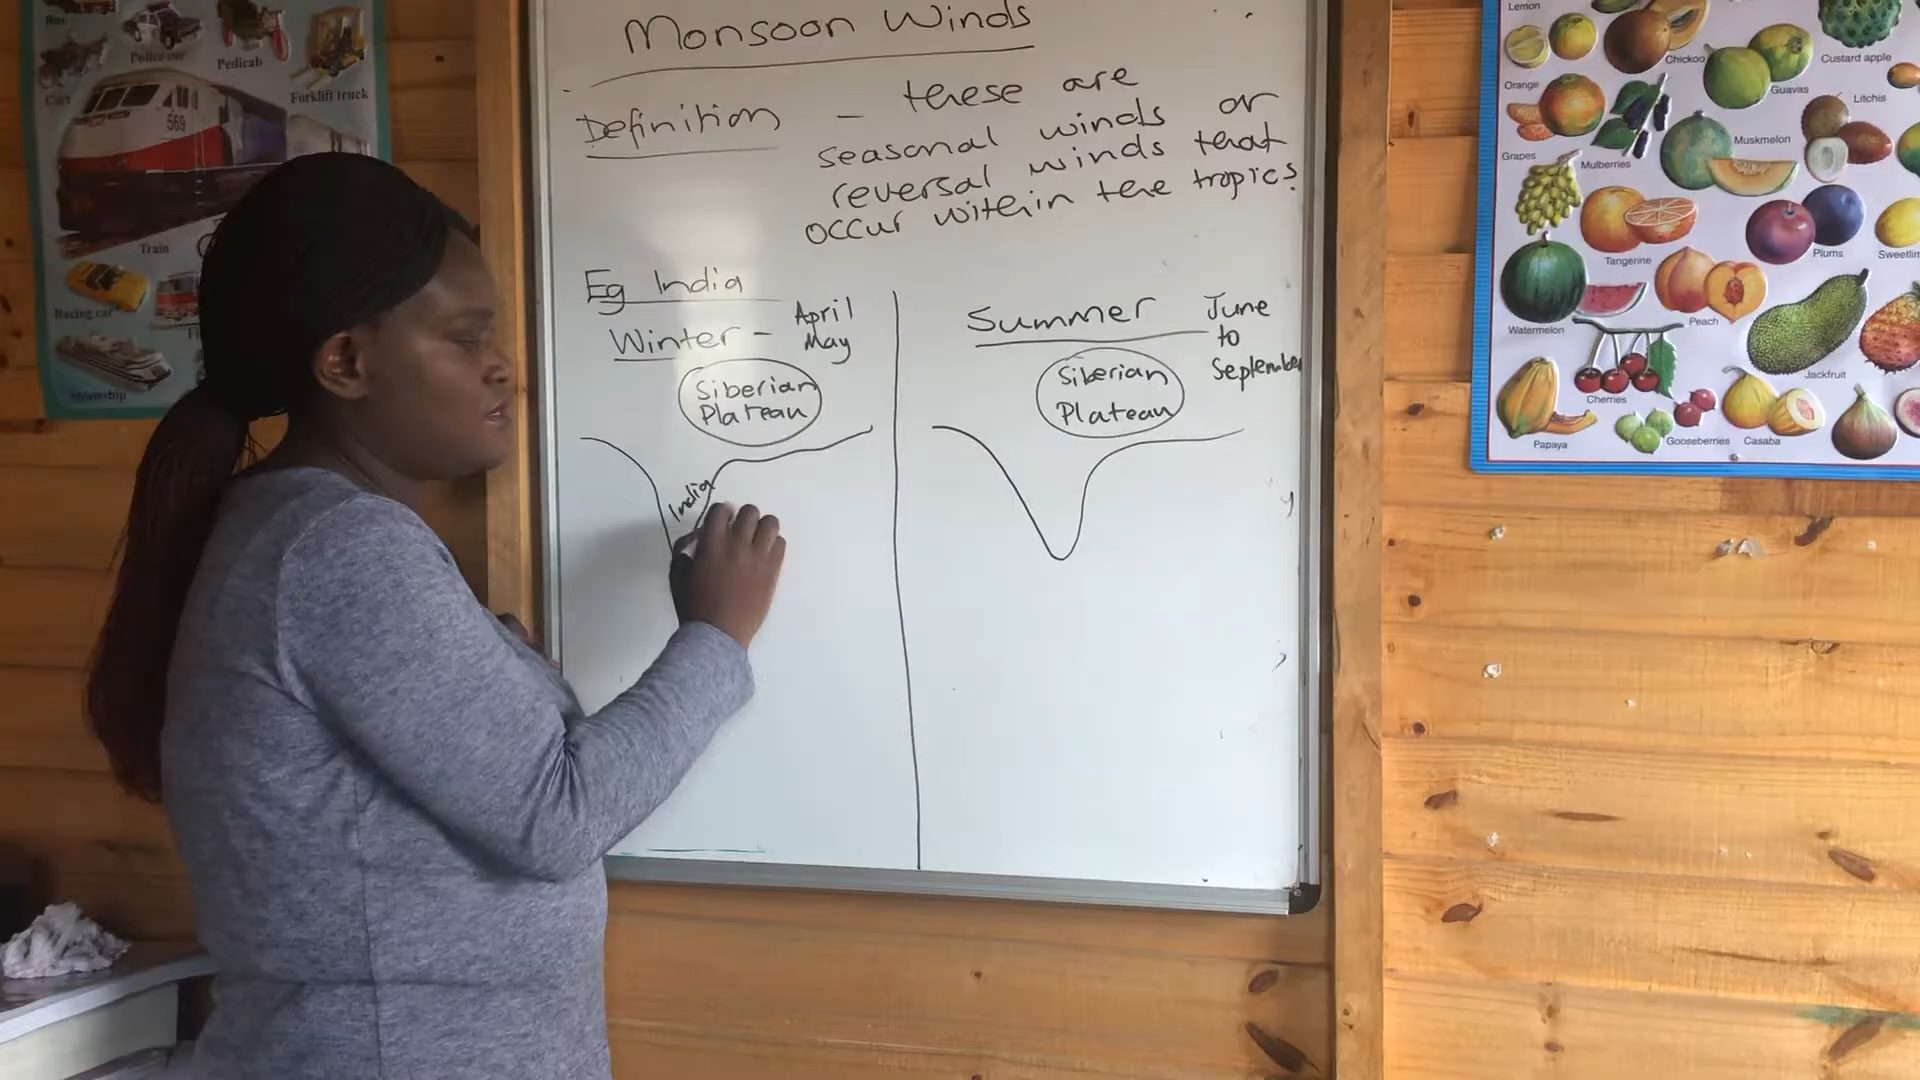 Monsoon Winds
Definition - these are
seasonal winds or
reversal winds that
occur within the tropics
Eg India
Winter - April
May
Siberian
Plateau
India
Summer June
to
September
Siberian
Plateau
Police car
Pedicab
Cart
Forklift truck
569
Train
Racing car
Steamship
Lemon
Chickoo
Custard apple
Orange
Guavas
Litchis
Muskmelon
Grapes
Mulberries
Tangerine
Plums
Watermelon
Peach
Jackfruit
Cherries
Papaya
Gooseberries
Casaba